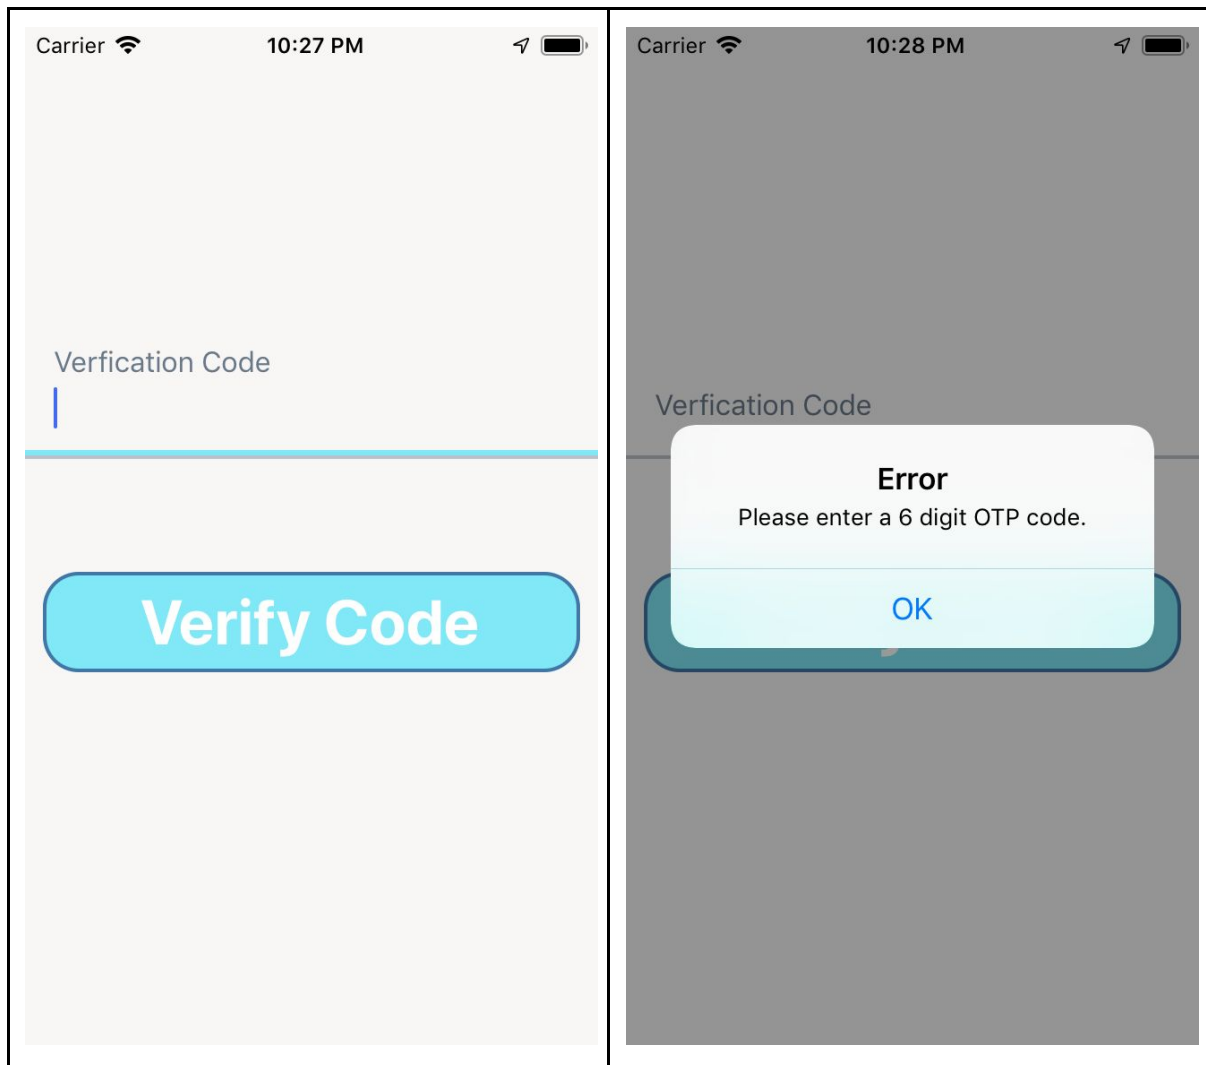 Carrier 10:27 PM
Verfication Code
Verify Code
Carrier 10:28 PM
Verfication Code
Error
Please enter a 6 digit OTP code.
OK